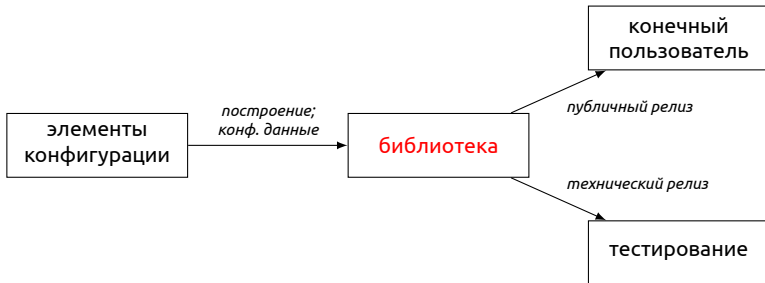 конечный
пользователь
публичный релиз
элементы
конфигурации
построение;
конф. данные
библиотека
технический релиз
тестирование